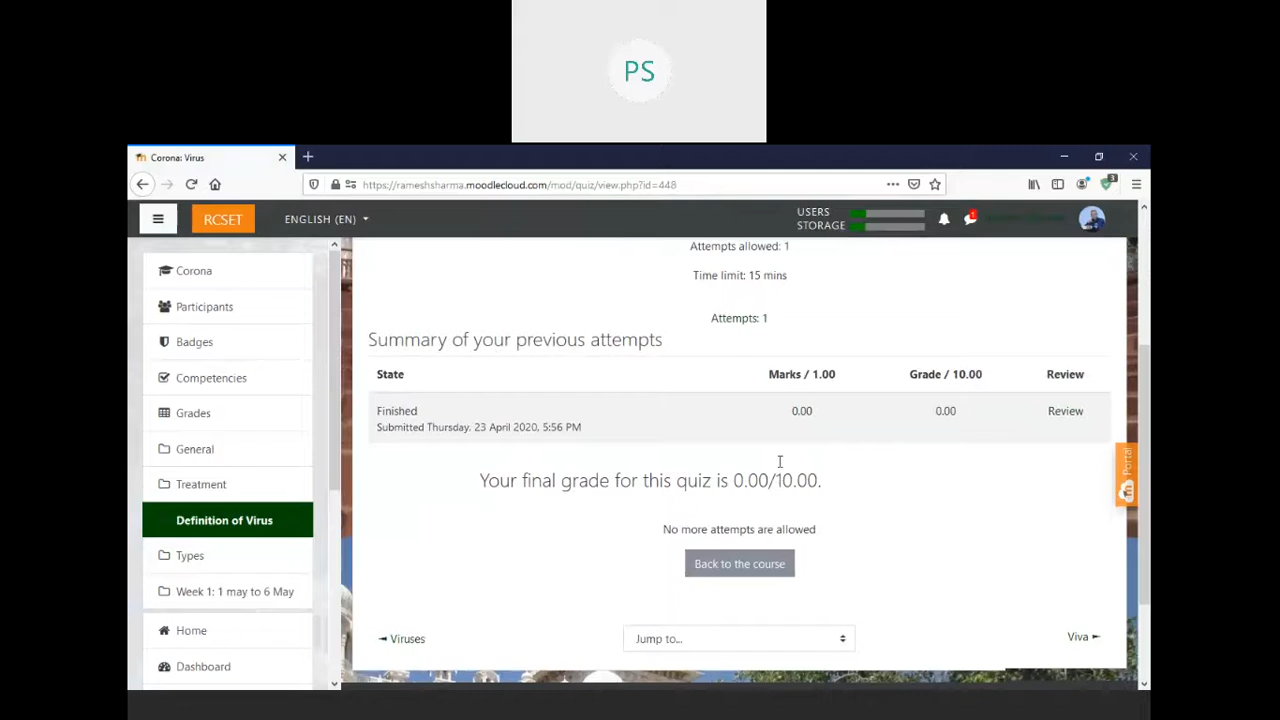 PS
Corona: Virus
https://rameshsharma.moodlecloud.com/mod/quiz/view.php?id=448
3
RCSET
ENGLISH (EN)
USERS
STORAGE
Corona
Participants
Badges
Competencies
Grades
General
Treatment
Definition of Virus
Types
Week 1: 1 may to 6 May
Home
Dashboard
Attempts allowed: 1
Time limit: 15 mins
Attempts: 1
Summary of your previous attempts
State Marks / 1.00 Grade / 10.00 Review
Finished 0.00 0.00 Review
Submitted Thursday, 23 April 2020, 5:56 PM
Your final grade for this quiz is 0.00/10.00.
No more attempts are allowed
Back to the course
◄ Viruses Jump to... Viva ►
Portal